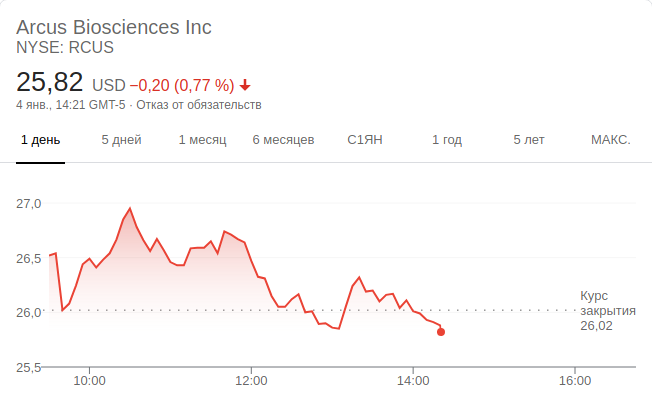 Arcus Biosciences Inc
NYSE: RCUS
25,82 USD −0,20 (0,77 %)
4 янв., 14:21 GMT-5 · Отказ от обязательств
1 день 5 дней 1 месяц 6 месяцев С1ЯН 1 год 5 лет МАКС.
27,0
26,5
26,0
25,5
Курс
закрытия
26,02
10:00 12:00 14:00 16:00